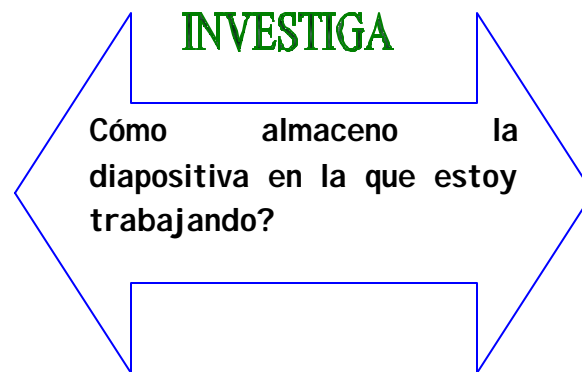 INVESTIGA
Cómo almaceno la
diapositiva en la que estoy
trabajando?